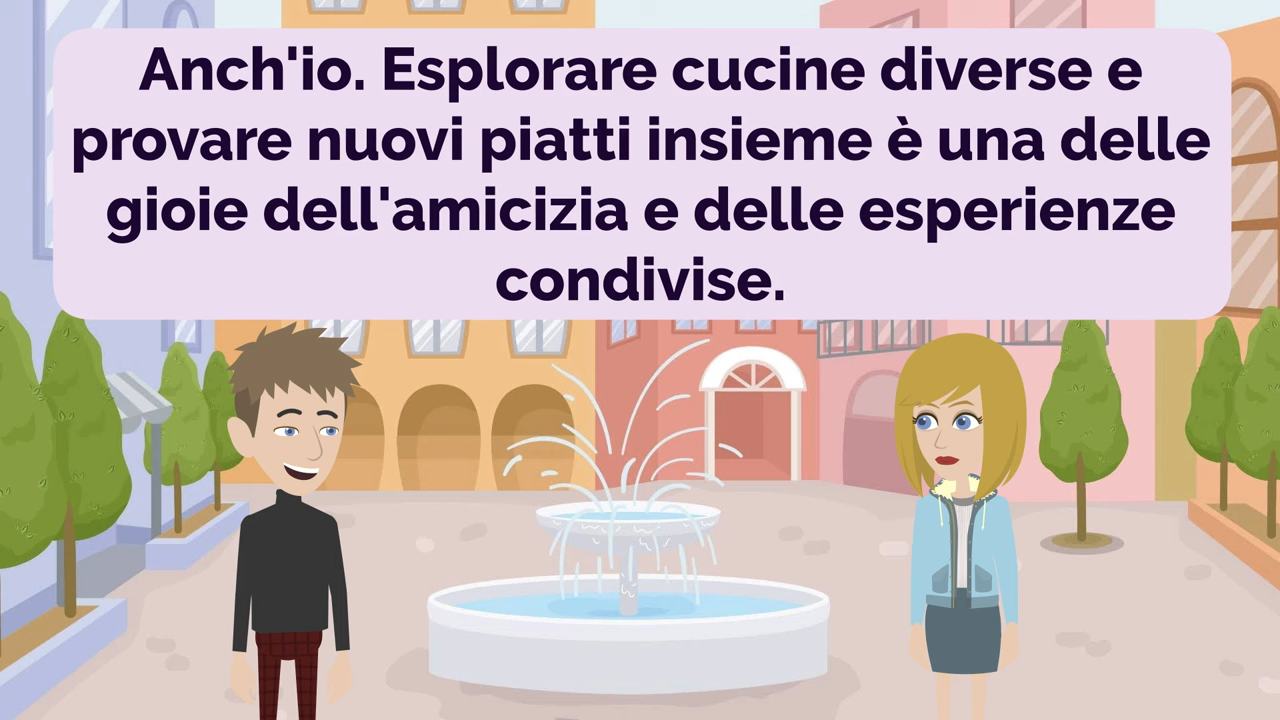 Anch'io. Esplorare cucine diverse e
provare nuovi piatti insieme è una delle
gioie dell'amicizia e delle esperienze
condivise.